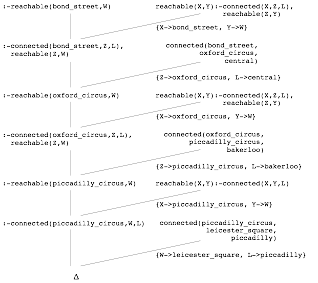 :-reachable(bond_street,W) reachable(X,Y):-connected(X,Z,L),
reachable(Z,Y)
{X->bond_street, Y->W}
:-connected(bond_street,Z,L), connected(bond_street,
reachable(Z,W) oxford_circus,
central)
{Z->oxford_circus, L->central}
:-reachable(oxford_circus,W) reachable(X,Y):-connected(X,Z,L),
reachable(Z,Y)
{X->oxford_circus, Y->W}
:-connected(oxford_circus,Z,L), connected(oxford_circus,
reachable(Z,W) piccadilly_circus,
bakerloo)
{Z->piccadilly_circus, L->bakerloo}
:-reachable(piccadilly_circus,W) reachable(X,Y):-connected(X,Y,L)
{X->piccadilly_circus, Y->W}
:-connected(piccadilly_circus,W,L) connected(piccadilly_circus,
leicester_square,
piccadilly)
{W->leicester_square, L->piccadilly}
Δ